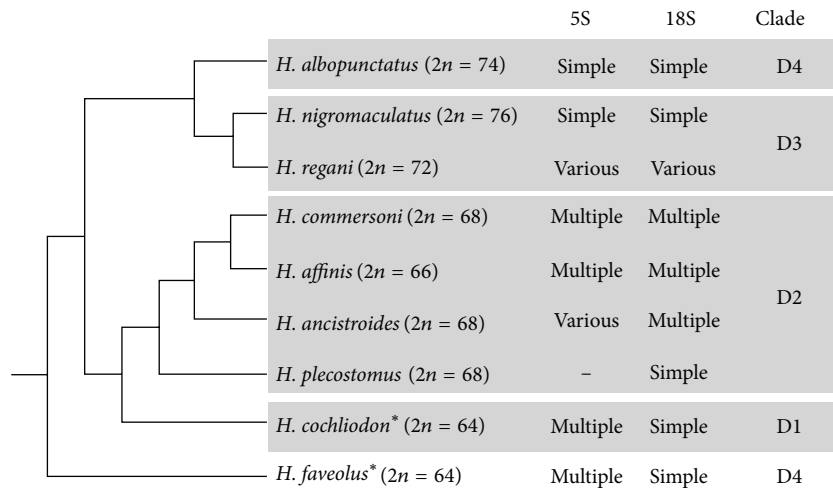 5S 18S Clade
H. albopunctatus (2n = 74) Simple Simple D4
H. nigromaculatus (2n = 76) Simple Simple
D3
H. regani (2n = 72) Various Various
H. commersoni (2n = 68) Multiple Multiple
H. affinis (2n = 66) Multiple Multiple
D2
H. ancistroides (2n = 68) Various Multiple
H. plecostomus (2n = 68) – Simple
H. cochliodon* (2n = 64) Multiple Simple D1
H. faveolus* (2n = 64) Multiple Simple D4